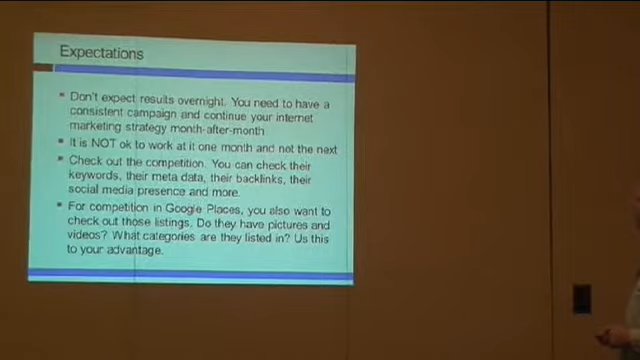 Expectations
Don't expect results overnight. You need to have a
consistent campaign and continue your internet
marketing strategy month-after-month
It is NOT ok to work at it one month and not the next
Check out the competition. You can check their
keywords, their meta data, their backlinks, their
social media presence and more.
For competition in Google Places, you also want to
check out those listings. Do they have pictures and
videos? What categories are they listed in? Us this
to your advantage.